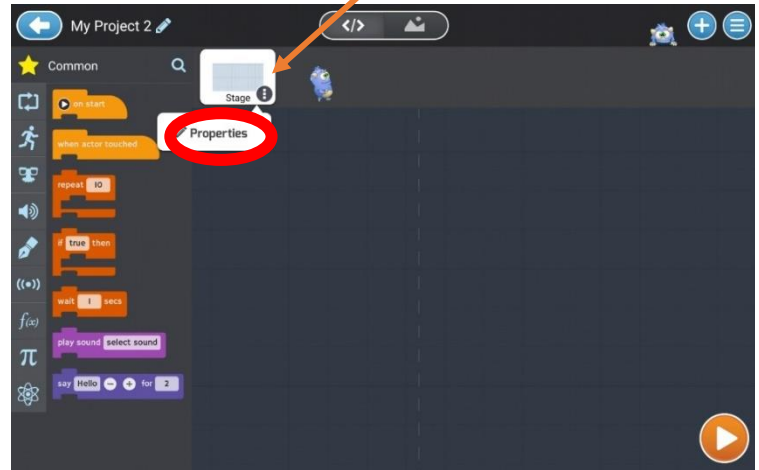 My Project 2
</>
Common
Stage
on start
Properties
when actor touched
repeat 10
if true then
((•))
wait 1 secs
f(x)
play sound select sound
π
say Hello - + for 2